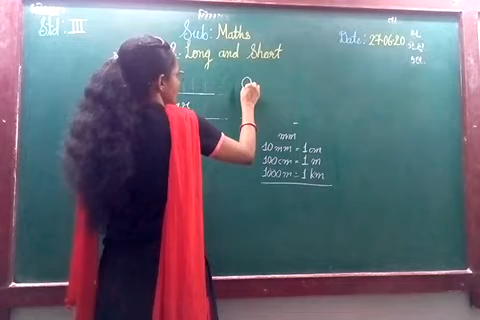 Std: III
Sub: Maths
Date: 27-06-20
Long and Short
mm
10 mm = 1 cm
100 cm = 1 m
1000 m = 1 km